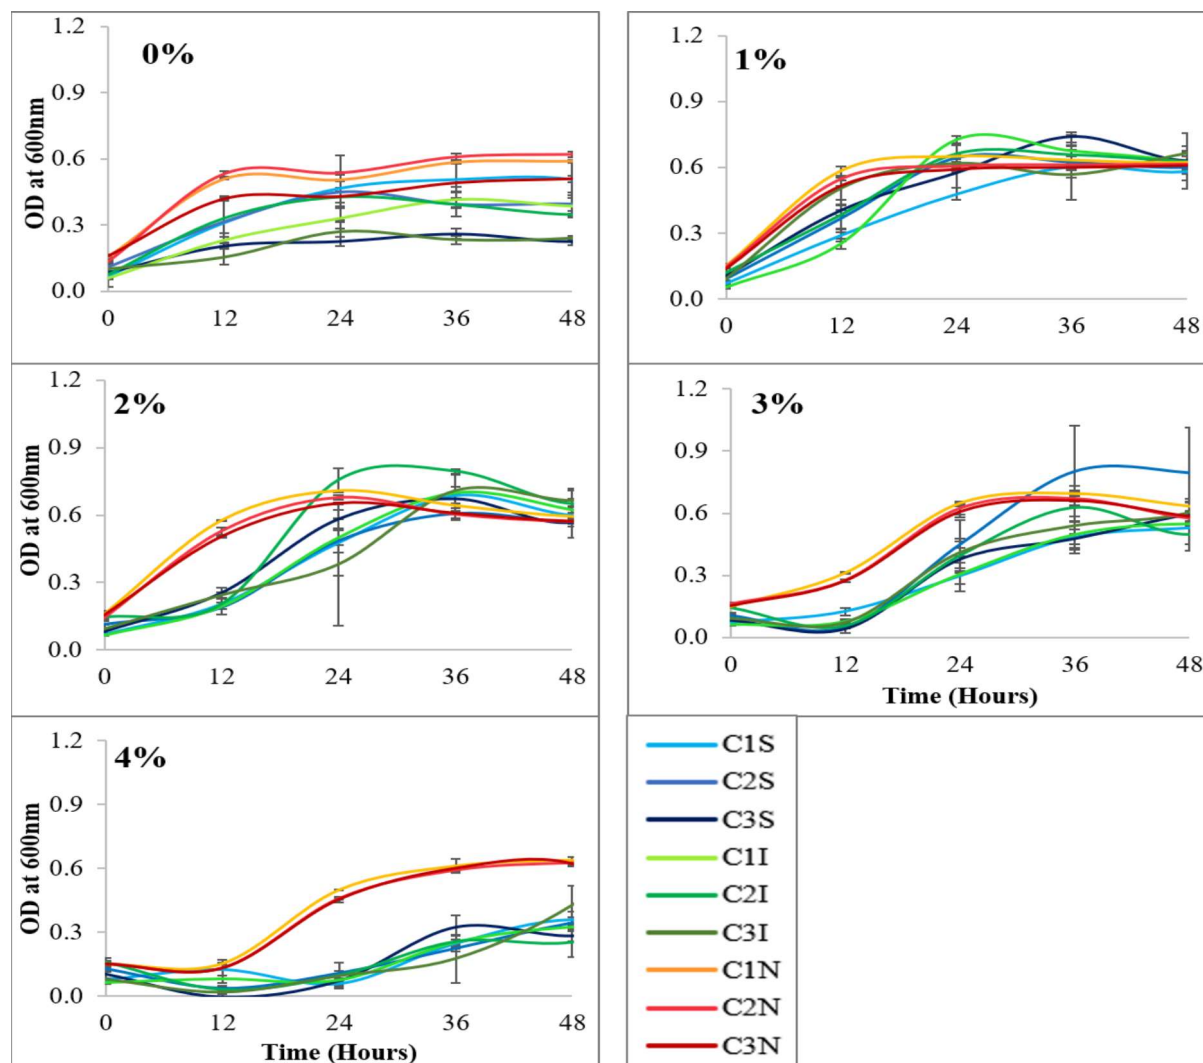 0%
OD at 600nm
1.2
0.9
0.6
0.3
0.0
0 12 24 36 48
1%
1.2
0.9
0.6
0.3
0.0
0 12 24 36 48
2%
OD at 600nm
1.2
0.9
0.6
0.3
0.0
0 12 24 36 48
3%
1.2
0.9
0.6
0.3
0.0
0 12 24 36 48
Time (Hours)
4%
OD at 600nm
1.2
0.9
0.6
0.3
0.0
0 12 24 36 48
Time (Hours)
C1S
C2S
C3S
C1I
C2I
C3I
C1N
C2N
C3N